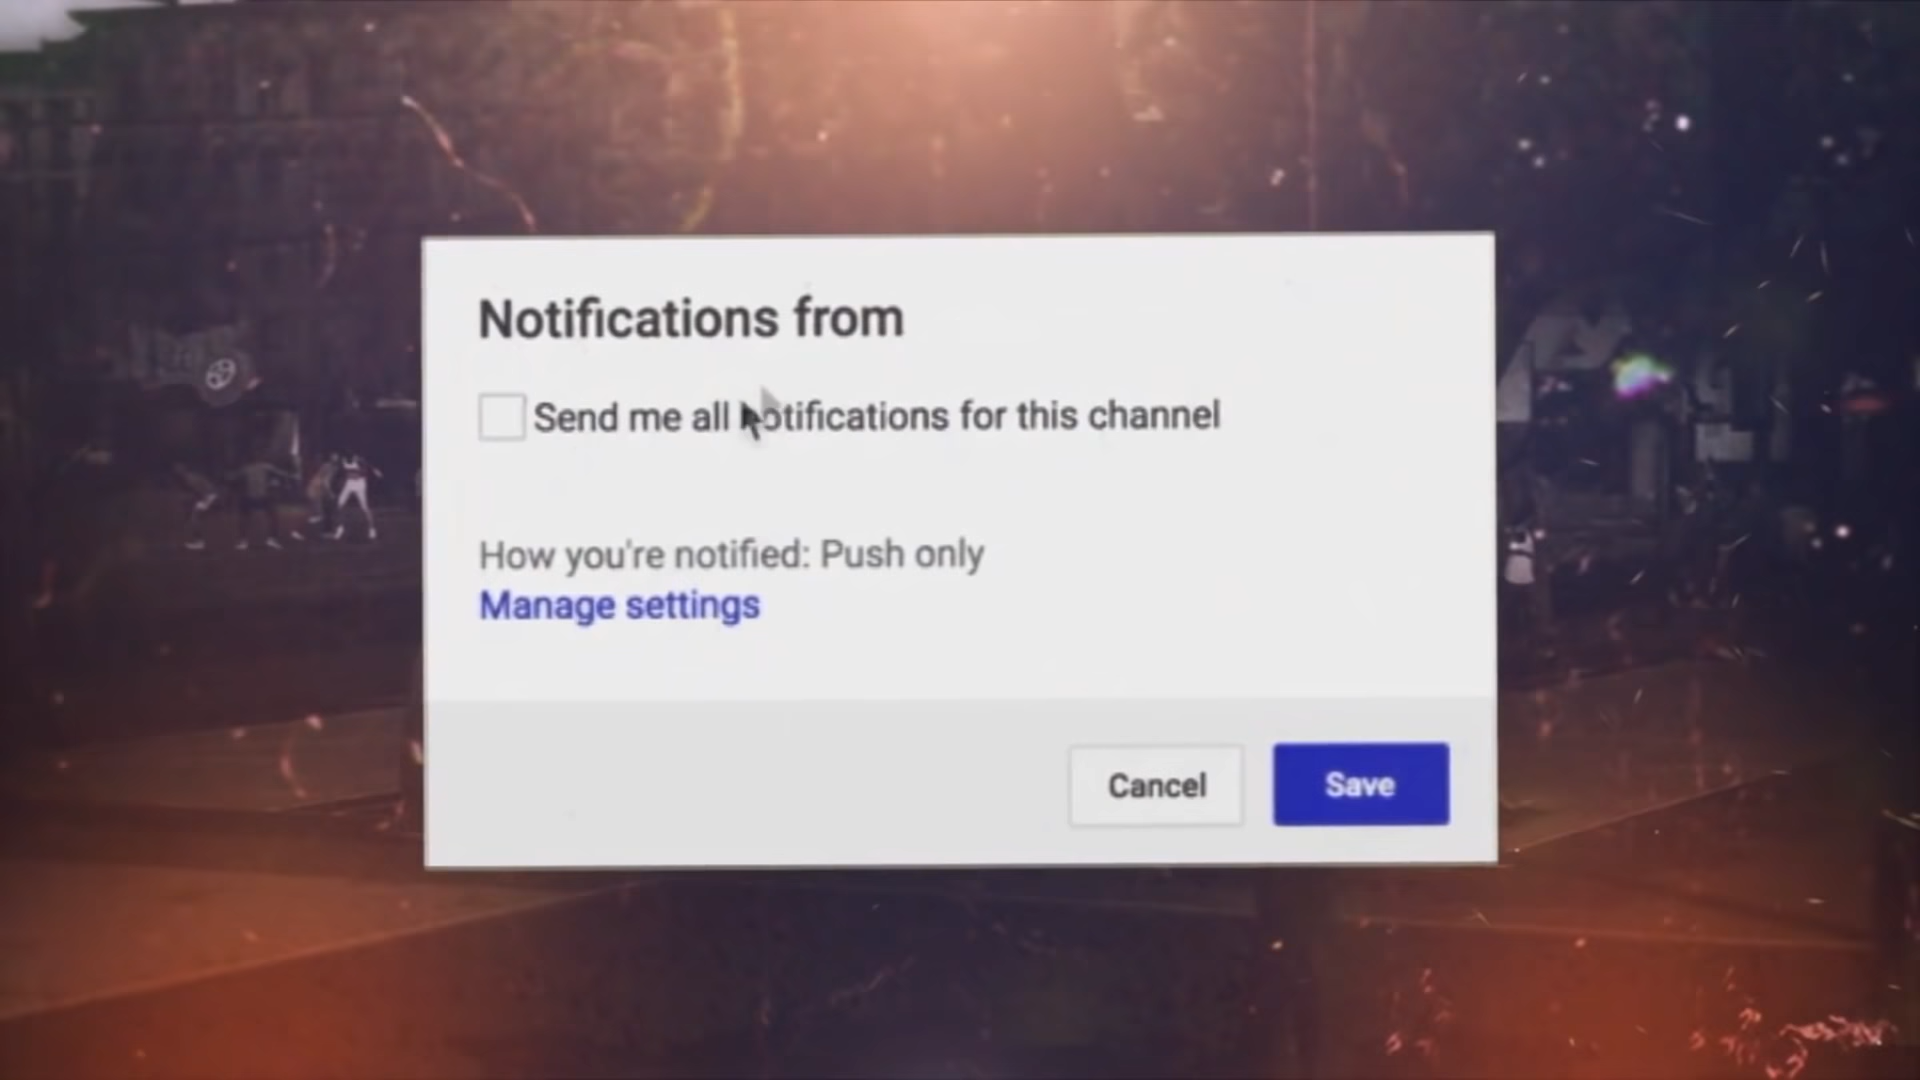 Notifications from
Send me all notifications for this channel
How you're notified: Push only
Manage settings
Cancel
Save